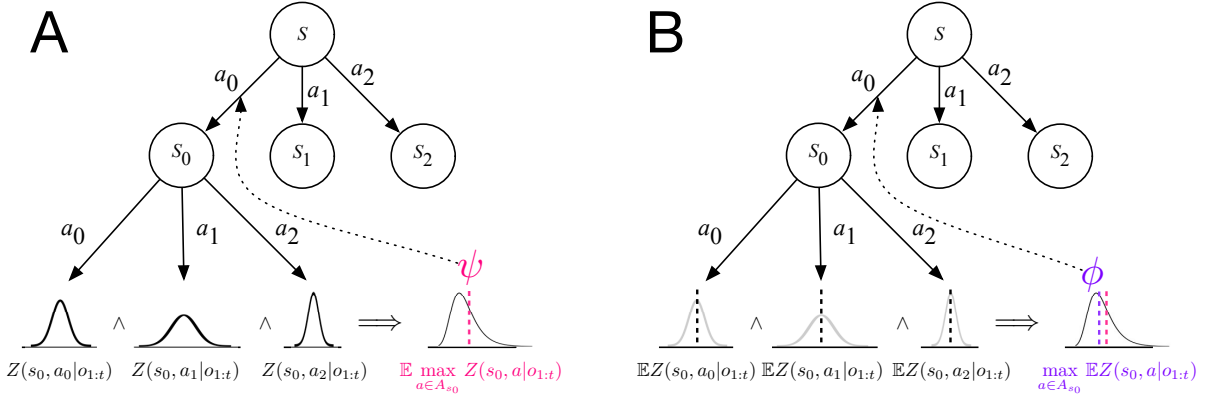 A
S
a₀ a₁ a₂
S₀ S₁ S₂
a₀ a₁ a₂
ψ
∧ ∧ ⟹
Z(s₀, a₀|o₁:ₜ) Z(s₀, a₁|o₁:ₜ) Z(s₀, a₂|o₁:ₜ) 𝔼 max Z(s₀, a|o₁:ₜ)
a∈Aₛ₀
B
S
a₀ a₁ a₂
S₀ S₁ S₂
a₀ a₁ a₂
ϕ
∧ ∧ ⟹
𝔼Z(s₀, a₀|o₁:ₜ) 𝔼Z(s₀, a₁|o₁:ₜ) 𝔼Z(s₀, a₂|o₁:ₜ) max 𝔼Z(s₀, a|o₁:ₜ)
a∈Aₛ₀